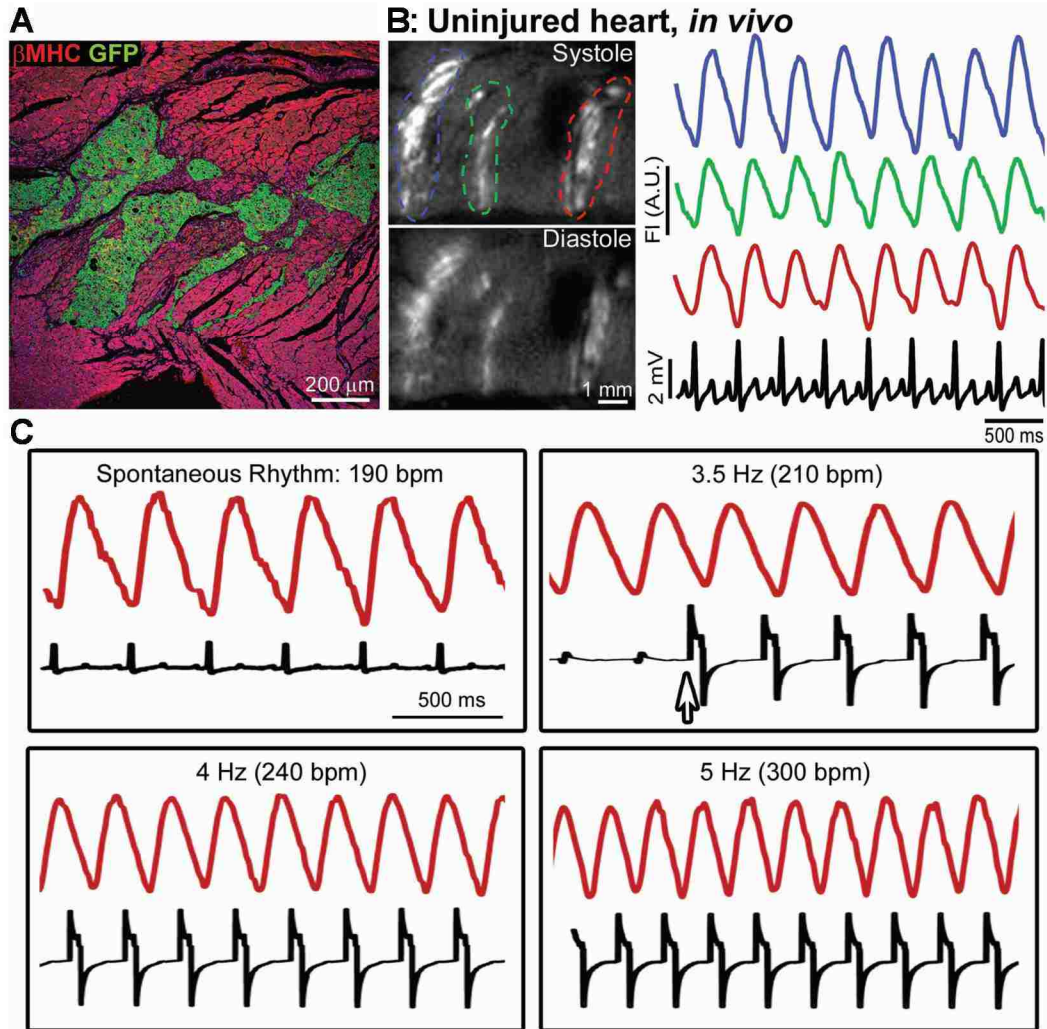 A
βMHC GFP
200 μm
B: Uninjured heart, in vivo
Systole
Diastole
1 mm
FI (A.U.)
2 mV
500 ms
C
Spontaneous Rhythm: 190 bpm
500 ms
3.5 Hz (210 bpm)
4 Hz (240 bpm)
5 Hz (300 bpm)